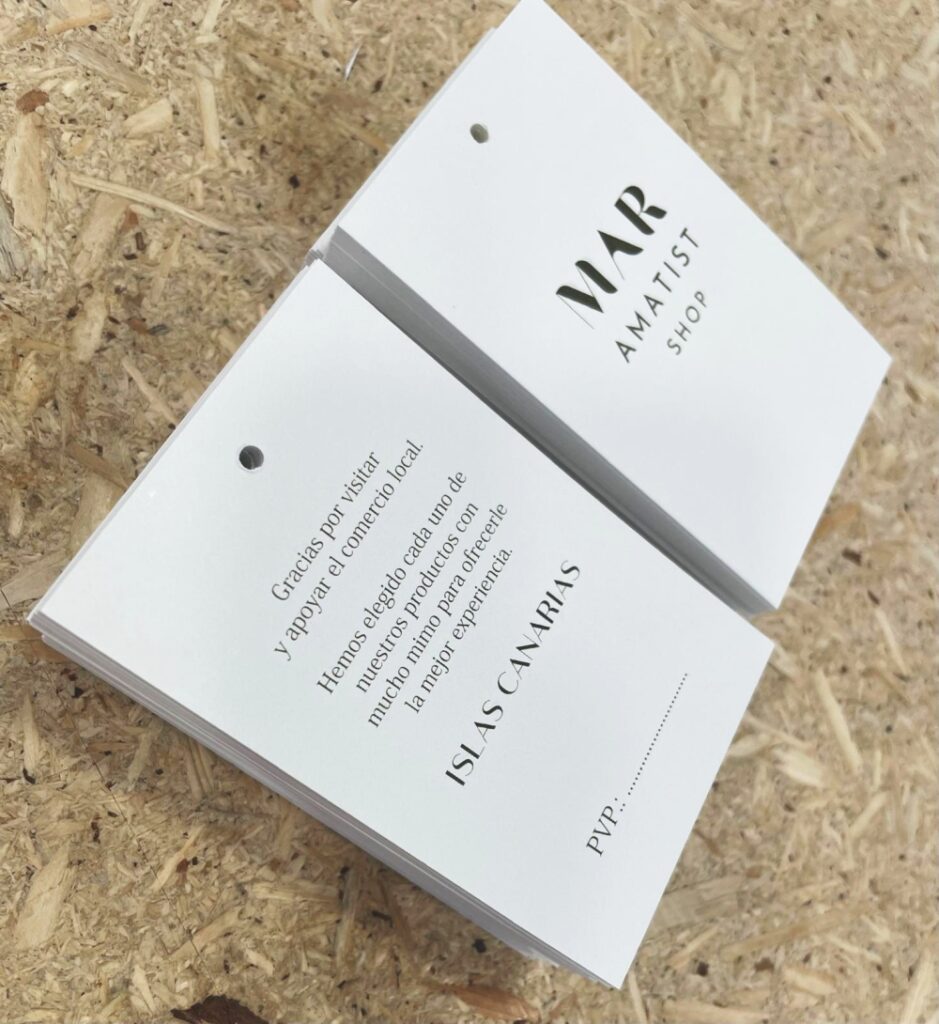 MAR
AMATIST
SHOP
Gracias por visitar
y apoyar el comercio local.
Hemos elegido cada uno de
nuestros productos con
mucho mimo para ofrecerle
la mejor experiencia.
ISLAS CANARIAS
PVP.:..............................